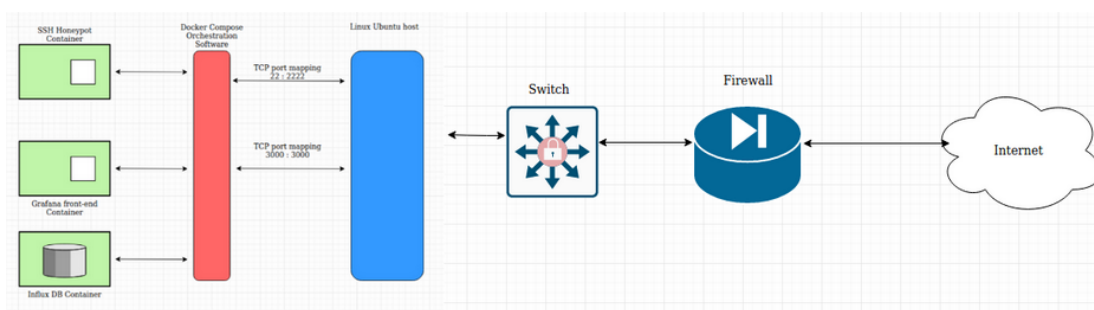 SSH Honeypot
Container
Docker Compose
Orchestration
Software
Linux Ubuntu host
TCP port mapping
22 : 2222
Switch
Firewall
TCP port mapping
3000 : 3000
Internet
Grafana front-end
Container
Influx DB Container